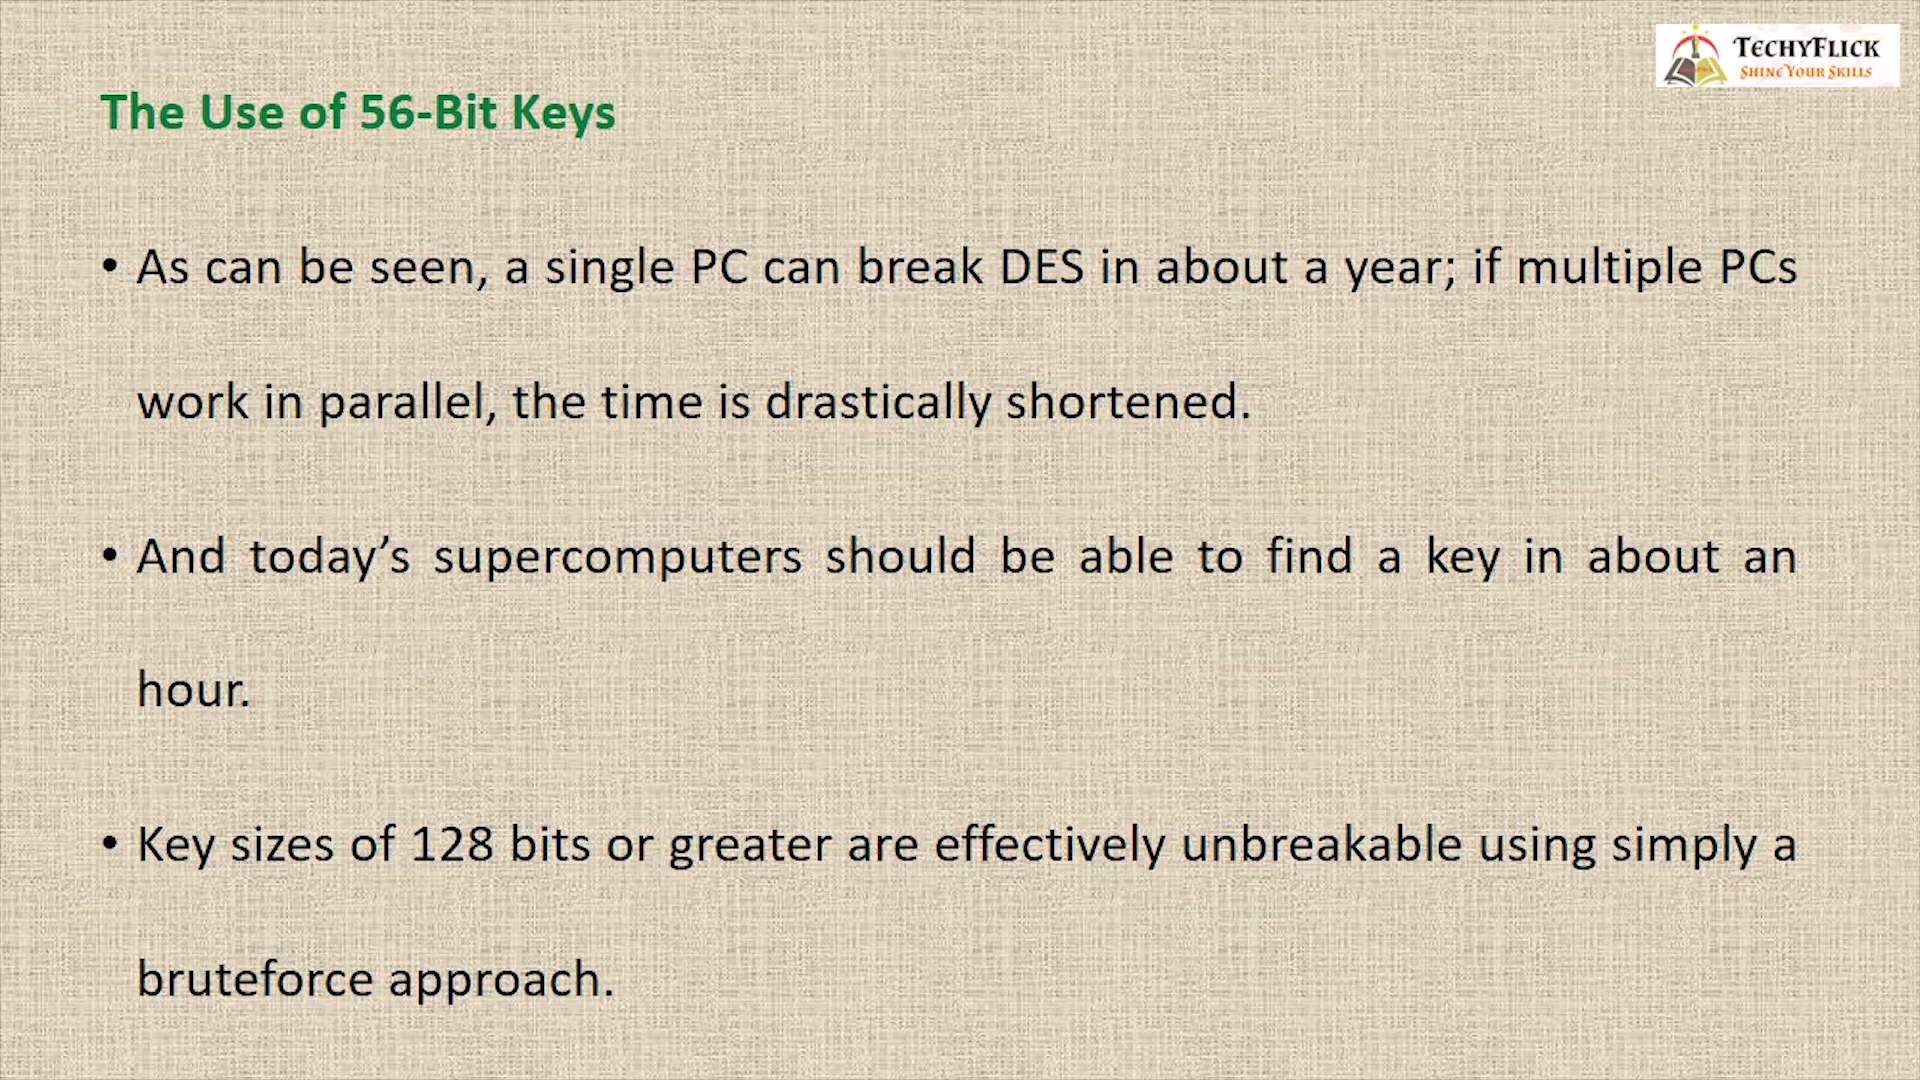 TECHYFLICK
SHINE YOUR SKILLS
The Use of 56-Bit Keys
• As can be seen, a single PC can break DES in about a year; if multiple PCs
work in parallel, the time is drastically shortened.
• And today’s supercomputers should be able to find a key in about an
hour.
• Key sizes of 128 bits or greater are effectively unbreakable using simply a
bruteforce approach.